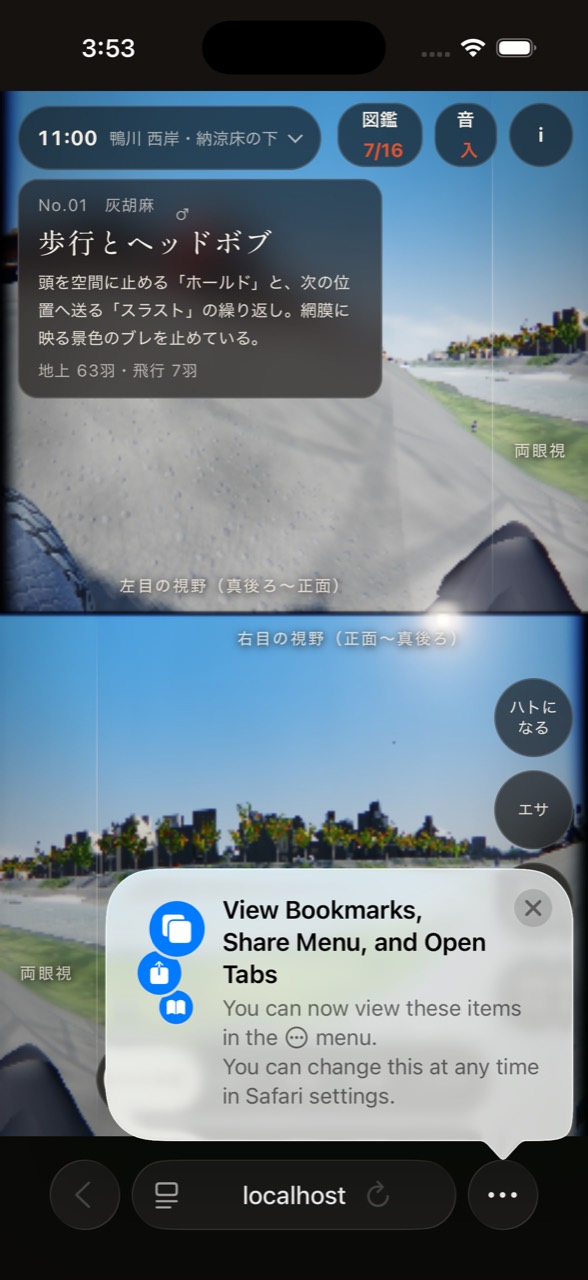 3:53
11:00 鴨川 西岸・納涼床の下
図鑑
7/16
音
入
i
No.01 灰胡麻 ♂
歩行とヘッドボブ
頭を空間に止める「ホールド」と、次の位
置へ送る「スラスト」の繰り返し。網膜に
映る景色のブレを止めている。
地上 63羽・飛行 7羽
両眼視
左目の視野（真後ろ〜正面）
右目の視野（正面〜真後ろ）
ハトに
なる
エサ
両眼視
View Bookmarks,
Share Menu, and Open
Tabs
You can now view these items
in the menu.
You can change this at any time
in Safari settings.
localhost